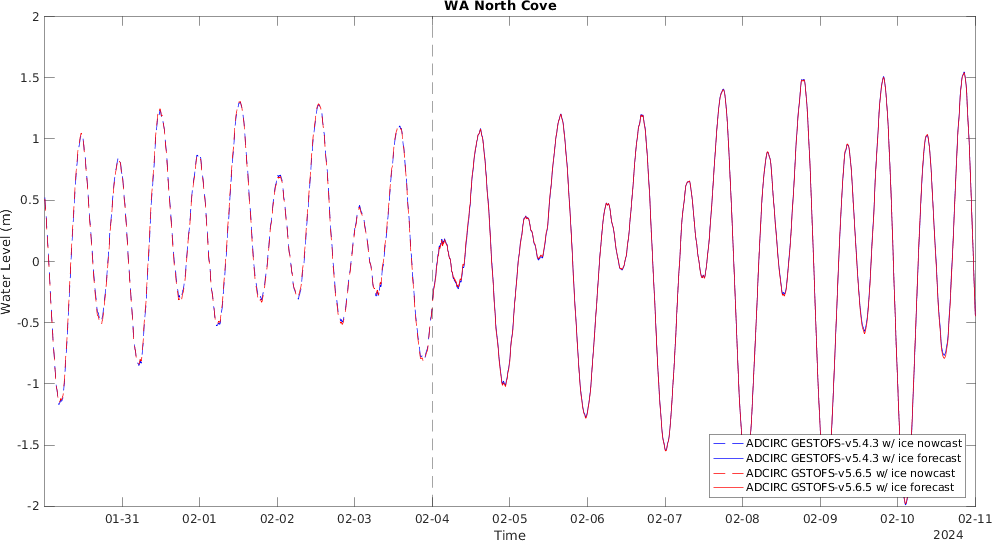 WA North Cove
2
1.5
1
0.5
0
-0.5
-1
-1.5
-2
Water Level (m)
ADCIRC GESTOFS-v5.4.3 w/ ice nowcast
ADCIRC GESTOFS-v5.4.3 w/ ice forecast
ADCIRC GSTOFS-v5.6.5 w/ ice nowcast
ADCIRC GSTOFS-v5.6.5 w/ ice forecast
01-31 02-01 02-02 02-03 02-04 02-05 02-06 02-07 02-08 02-09 02-10 02-11
Time
2024